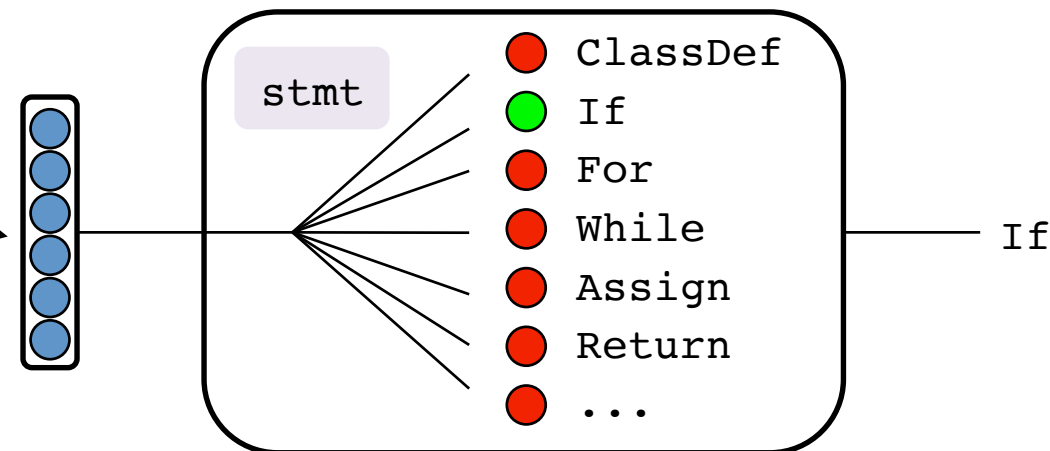 stmt
ClassDef
If
For
While
Assign
Return
...
If